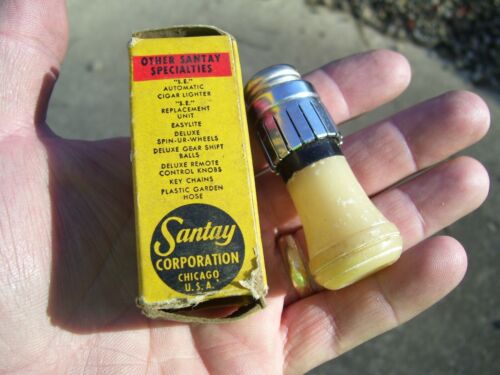 OTHER SANTAY
SPECIALTIES
"S.E."
AUTOMATIC
CIGAR LIGHTER
"S.E."
REPLACEMENT
UNIT
EASYLITE
DELUXE
SPIN-UR-WHEELS
DELUXE GEAR SHIFT
BALLS
DELUXE REMOTE
CONTROL KNOBS
KEY CHAINS
PLASTIC GARDEN
HOSE
Santay
CORPORATION
CHICAGO
U.S.A.